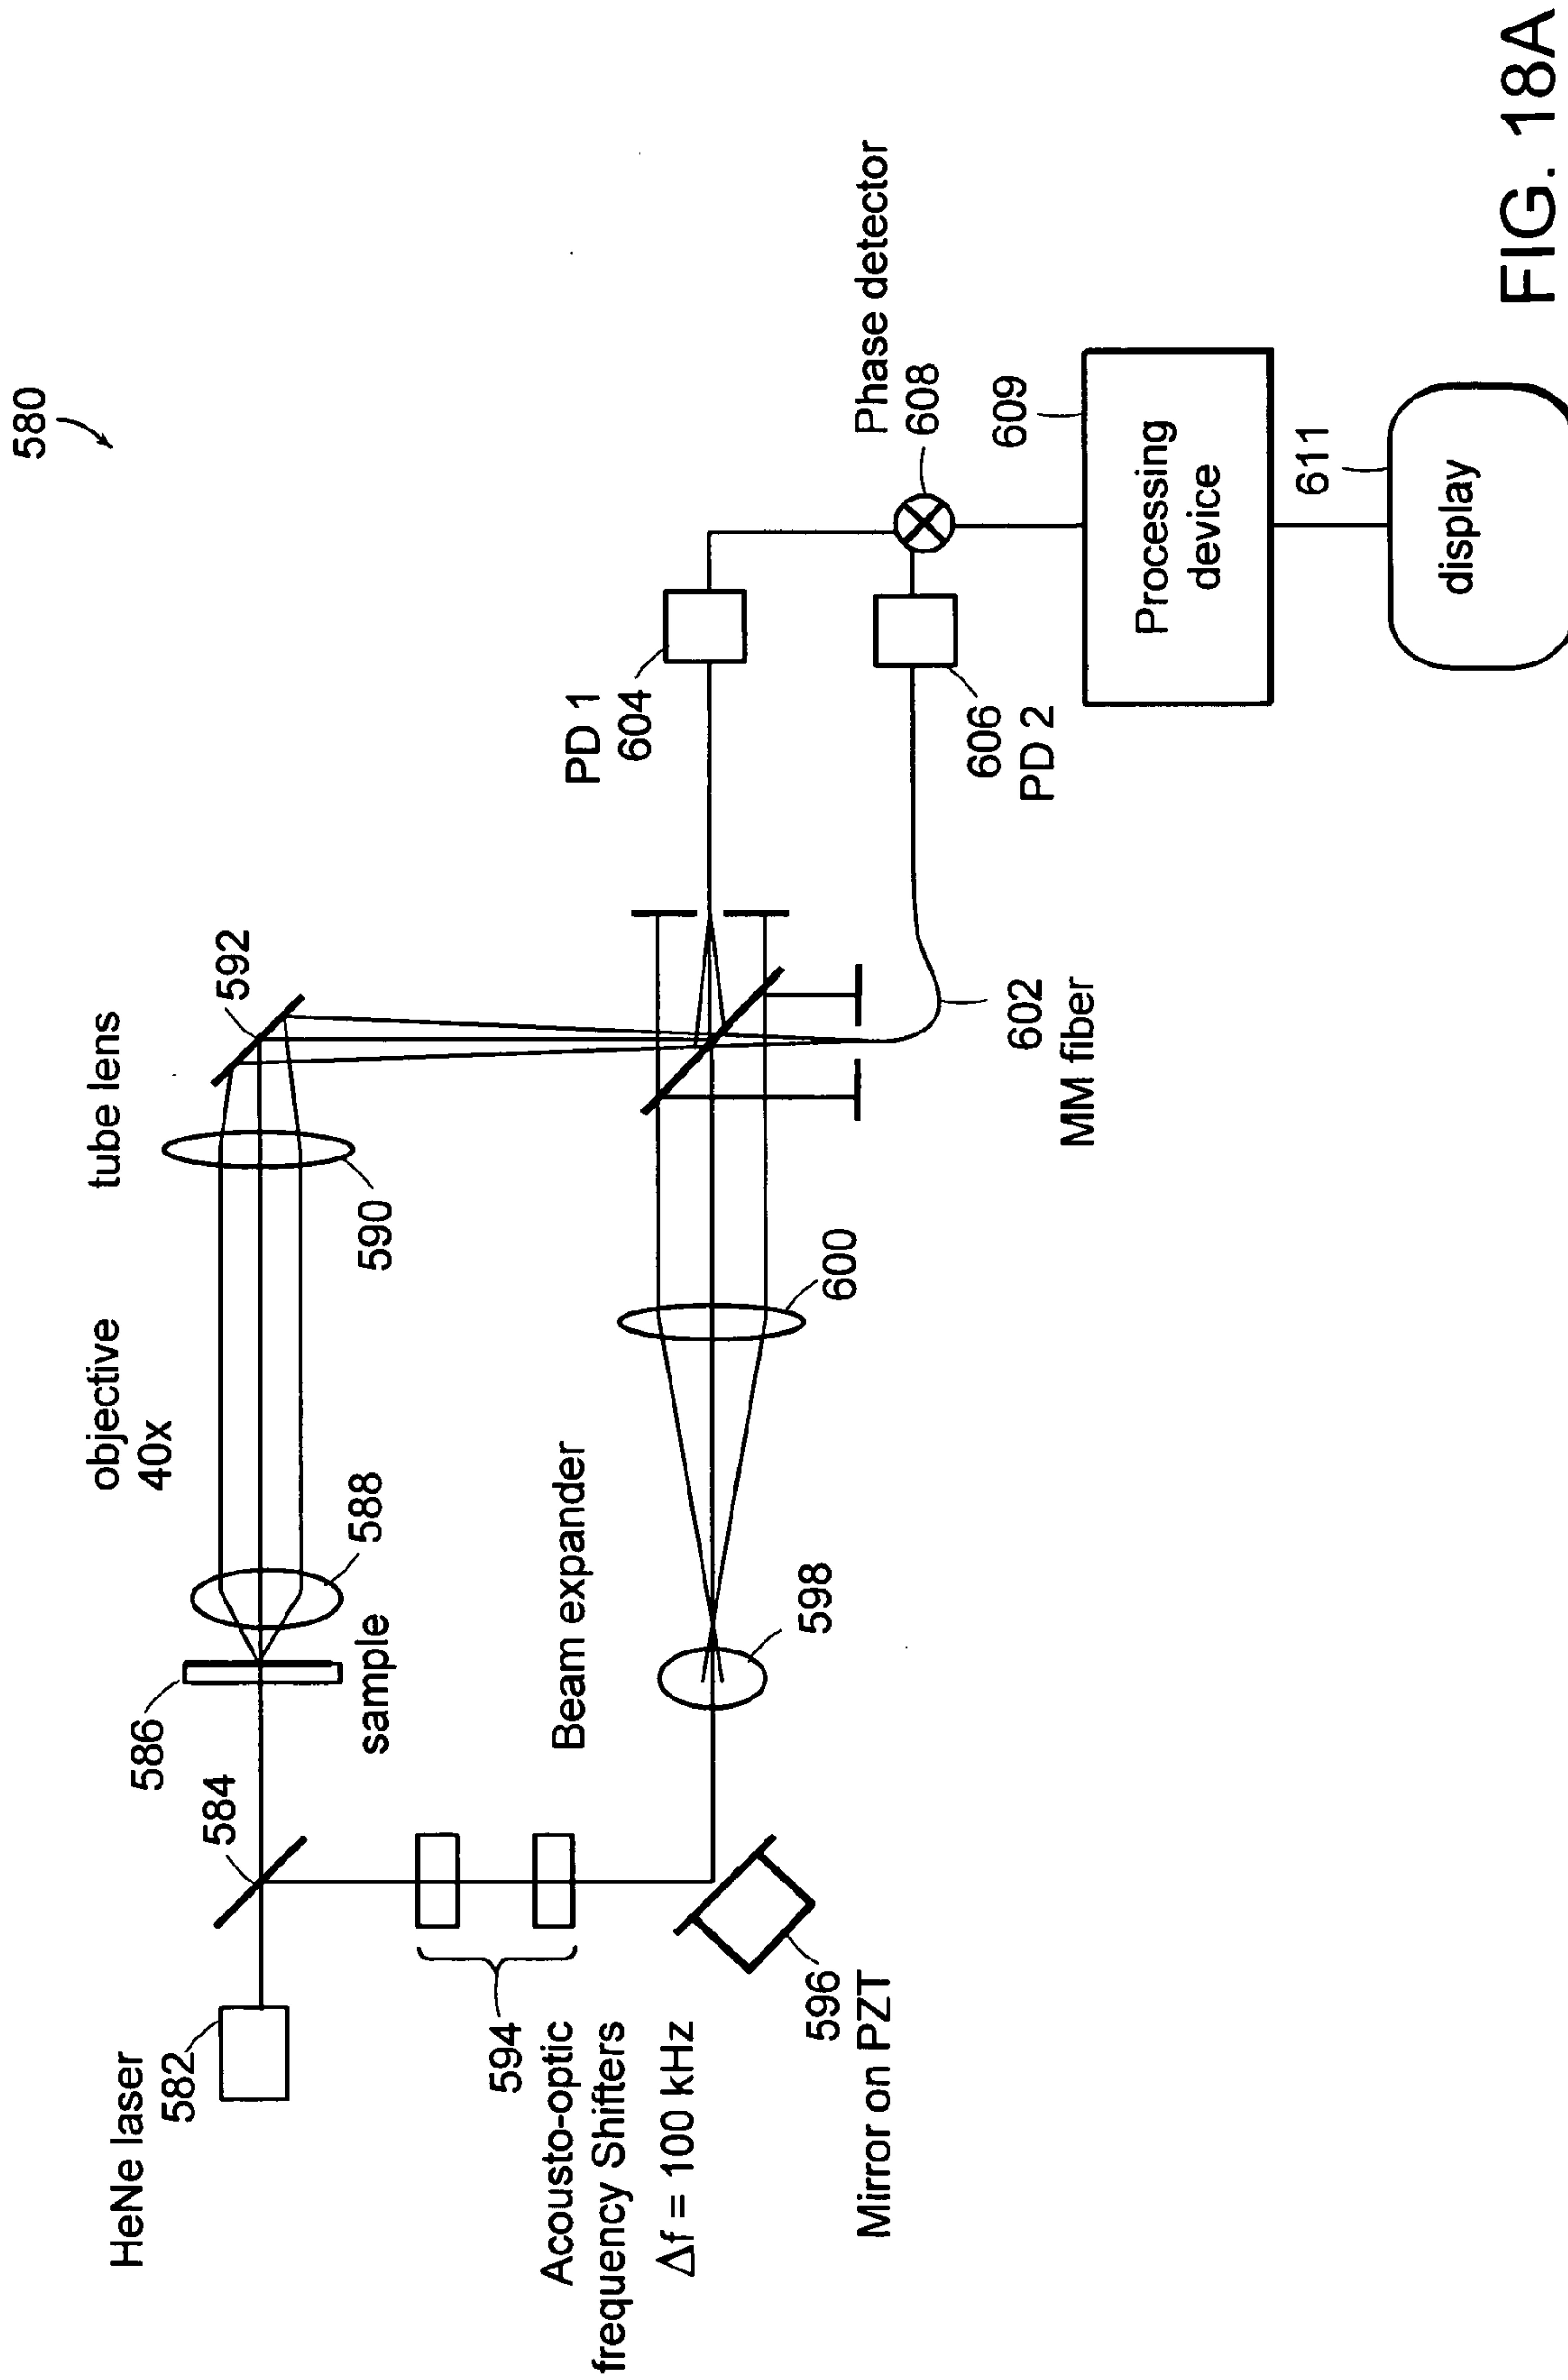 580
HeNe laser
582
584
586
sample
objective
40x
588
tube lens
590
592
594
Acousto-optic
frequency Shifters
Δf = 100 kHz
596
Mirror on PZT
Beam expander
598
600
602
MM fiber
PD 1
604
606
PD 2
Phase detector
608
609
Processing
device
611
display
FIG. 18A